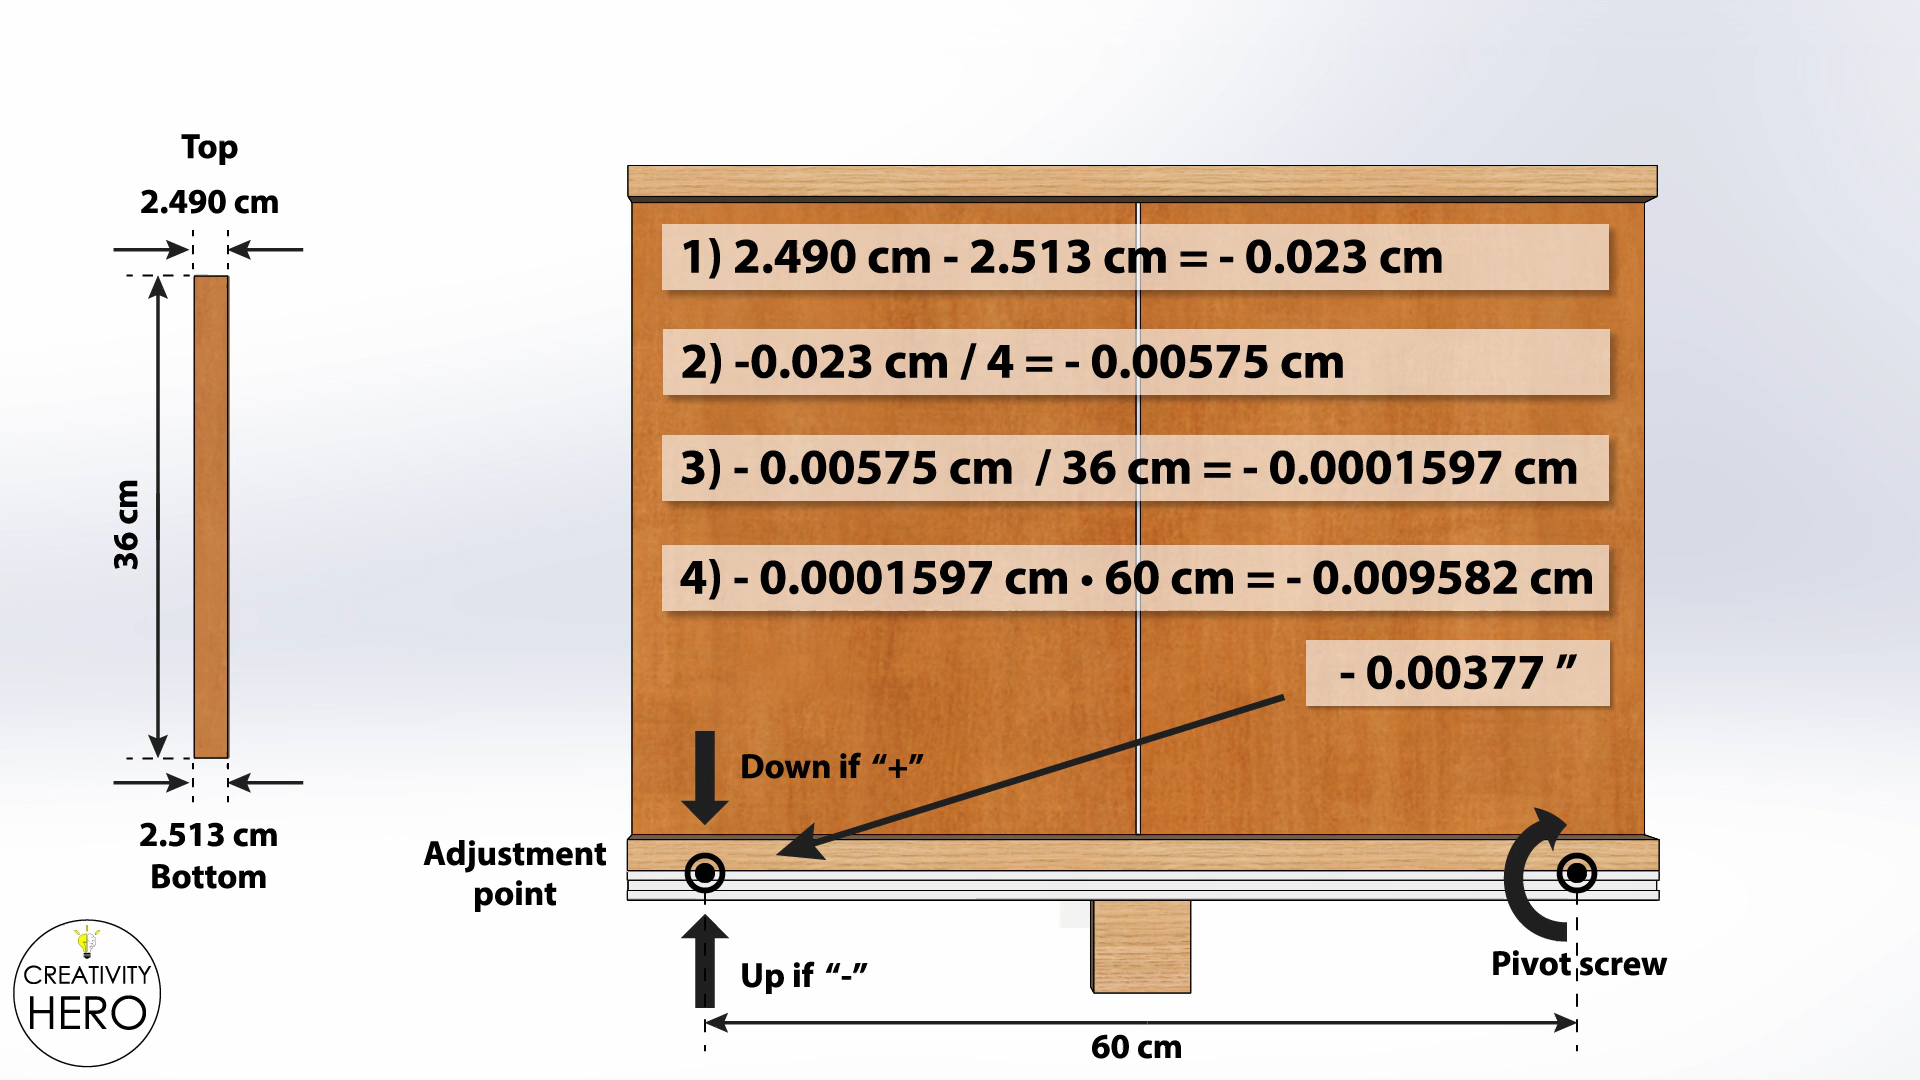 Top
2.490 cm
36 cm
2.513 cm
Bottom
1) 2.490 cm - 2.513 cm = - 0.023 cm
2) -0.023 cm / 4 = - 0.00575 cm
3) - 0.00575 cm / 36 cm = - 0.0001597 cm
4) - 0.0001597 cm • 60 cm = - 0.009582 cm
- 0.00377 ”
Down if “+”
Adjustment
point
Up if “-”
Pivot screw
60 cm
CREATIVITY
HERO